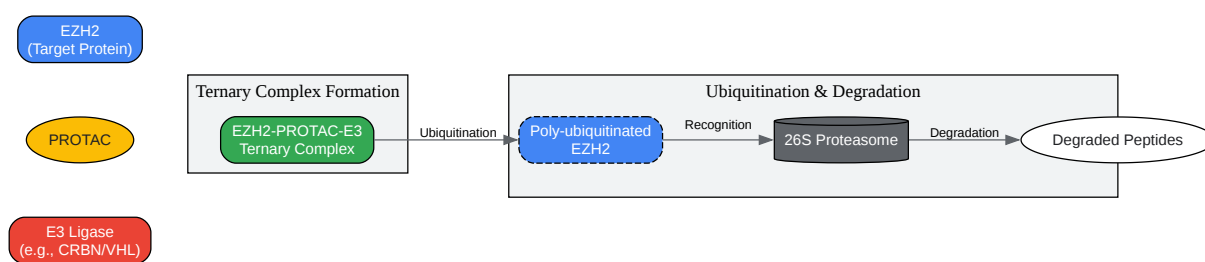 EZH2
(Target Protein)
PROTAC
E3 Ligase
(e.g., CRBN/VHL)
Ternary Complex Formation
EZH2-PROTAC-E3
Ternary Complex
Ubiquitination
Ubiquitination & Degradation
Poly-ubiquitinated
EZH2
Recognition
26S Proteasome
Degradation
Degraded Peptides